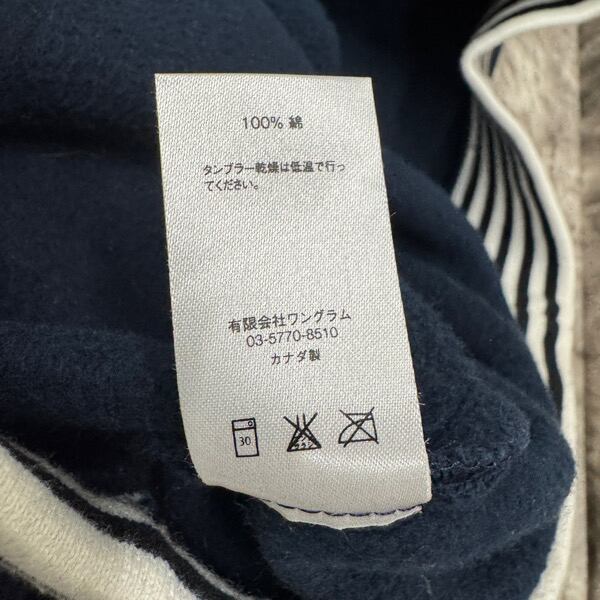 100% 綿
タンブラー乾燥は低温で行っ
てください。
有限会社ワングラム
03-5770-8510
カナダ製
30